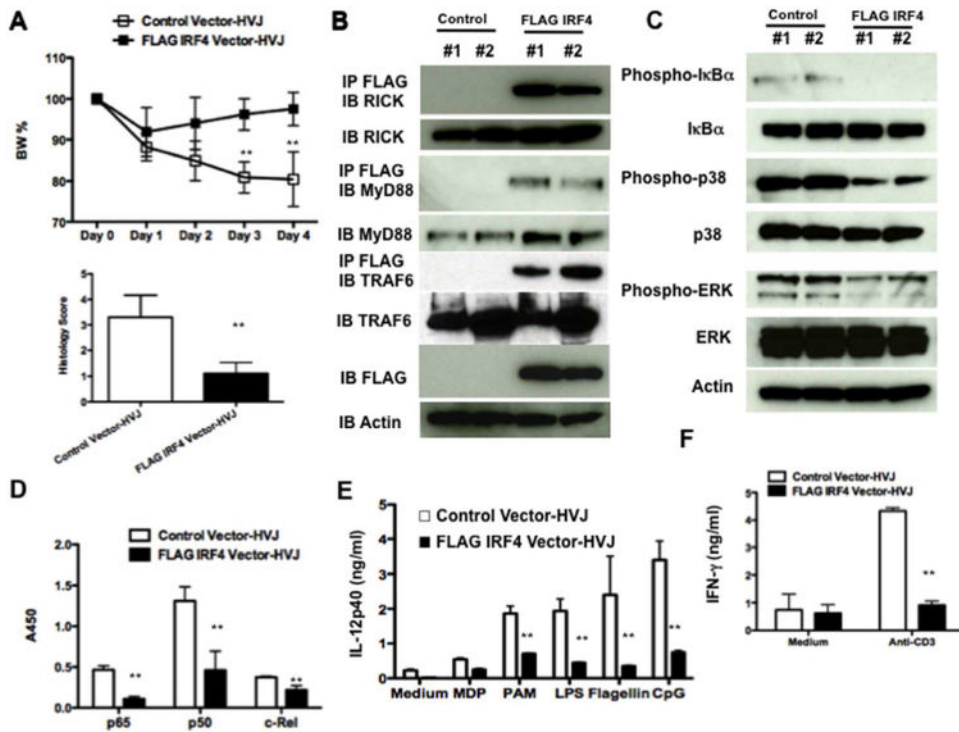 A
Control Vector-HVJ
FLAG IRF4 Vector-HVJ
BW %
100
90
80
70
**
**
Day 0 Day 1 Day 2 Day 3 Day 4
Histology Score
5
4
3
2
1
0
**
Control Vector-HVJ
FLAG IRF4 Vector-HVJ
B
Control FLAG IRF4
#1 #2 #1 #2
IP FLAG
IB RICK
IB RICK
IP FLAG
IB MyD88
IB MyD88
IP FLAG
IB TRAF6
IB TRAF6
IB FLAG
IB Actin
C
Control FLAG IRF4
#1 #2 #1 #2
Phospho-IκBα
IκBα
Phospho-p38
p38
Phospho-ERK
ERK
Actin
D
Control Vector-HVJ
FLAG IRF4 Vector-HVJ
A450
2.0
1.5
1.0
0.5
0.0
**
**
**
p65 p50 c-Rel
E
Control Vector-HVJ
FLAG IRF4 Vector-HVJ
IL-12p40 (ng/ml)
5
4
3
2
1
0
**
**
**
**
Medium MDP PAM LPS Flagellin CpG
F
Control Vector-HVJ
FLAG IRF4 Vector-HVJ
IFN-γ (ng/ml)
5
4
3
2
1
0
**
Medium Anti-CD3